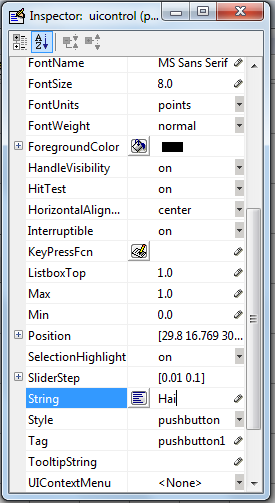 Inspector: uicontrol (p...
FontName MS Sans Serif
FontSize 8.0
FontUnits points
FontWeight normal
ForegroundColor
HandleVisibility on
HitTest on
HorizontalAlignm... center
Interruptible on
KeyPressFcn
ListboxTop 1.0
Max 1.0
Min 0.0
Position [29.8 16.769 30...
SelectionHighlight on
SliderStep [0.01 0.1]
String Hai
Style pushbutton
Tag pushbutton1
TooltipString
UIContextMenu <None>